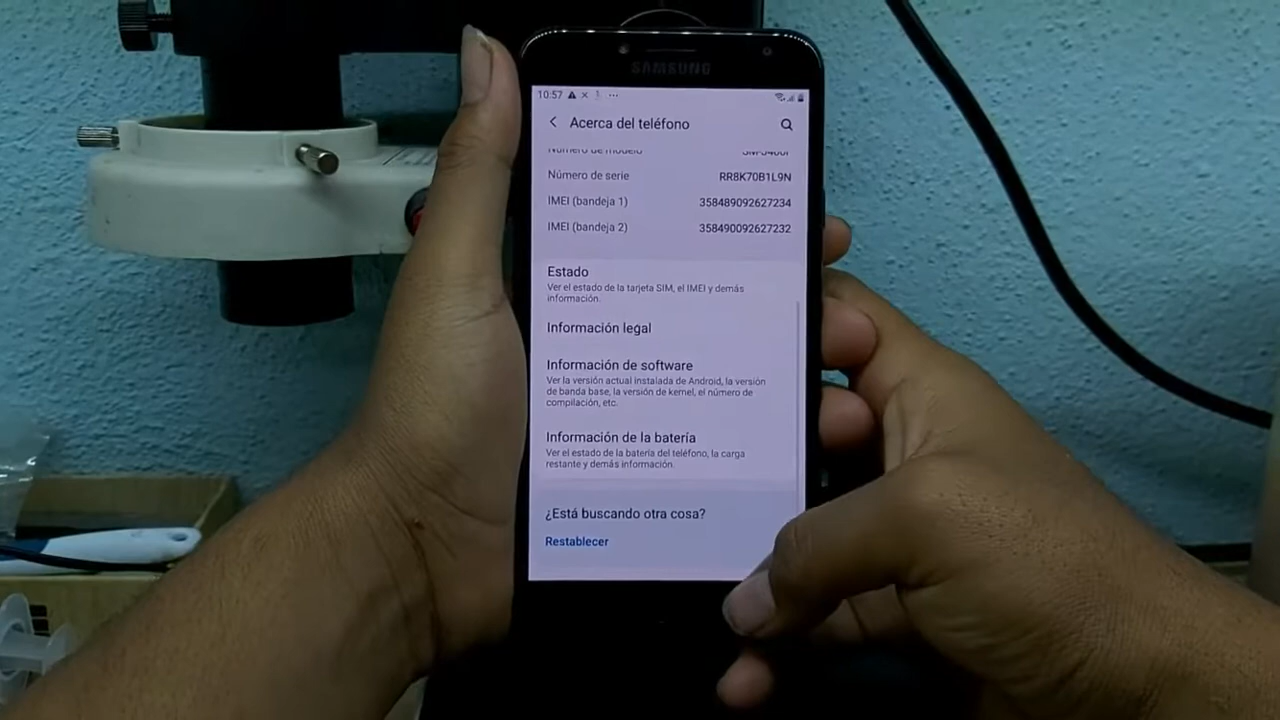 SAMSUNG
10:57
Acerca del teléfono
Número de modelo
Número de serie RR8K70B1L9N
IMEI (bandeja 1) 358489092627234
IMEI (bandeja 2) 358490092627232
Estado
Ver el estado de la tarjeta SIM, el IMEI y demás
información.
Información legal
Información de software
Ver la versión actual instalada de Android, la versión
de banda base, la versión de kernel, el número de
compilación, etc.
Información de la batería
Ver el estado de la batería del teléfono, la carga
restante y demás información.
¿Está buscando otra cosa?
Restablecer